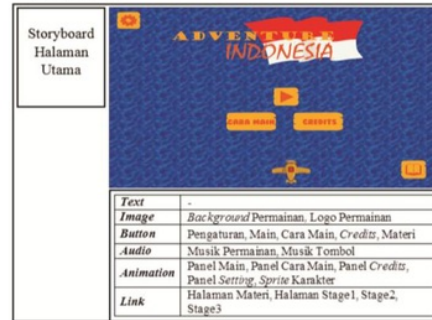 Storyboard
Halaman
Utama
ADVENTURE
INDONESIA
CARA MAIN
CREDITS
Text
-
Image
Background Permainan, Logo Permainan
Button
Pengaturan, Main, Cara Main, Credits, Materi
Audio
Musik Permainan, Musik Tombol
Animation
Panel Main, Panel Cara Main, Panel Credits,
Panel Setting, Sprite Karakter
Link
Halaman Materi, Halaman Stage1, Stage2,
Stage3